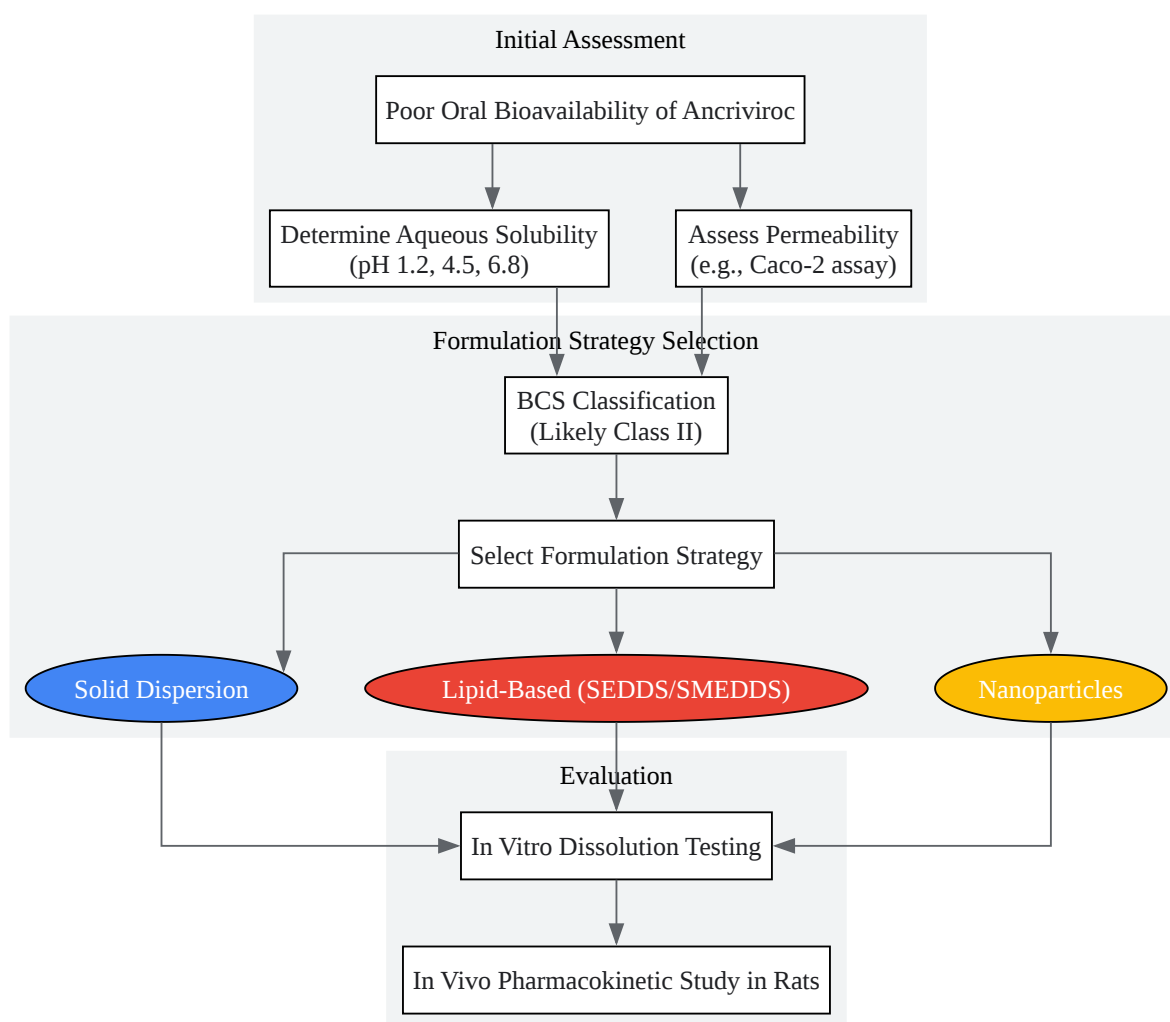 Initial Assessment
Poor Oral Bioavailability of Ancriviroc
Determine Aqueous Solubility
(pH 1.2, 4.5, 6.8)
Assess Permeability
(e.g., Caco-2 assay)
Formulation Strategy Selection
BCS Classification
(Likely Class II)
Select Formulation Strategy
Solid Dispersion
Lipid-Based (SEDDS/SMEDDS)
Nanoparticles
Evaluation
In Vitro Dissolution Testing
In Vivo Pharmacokinetic Study in Rats